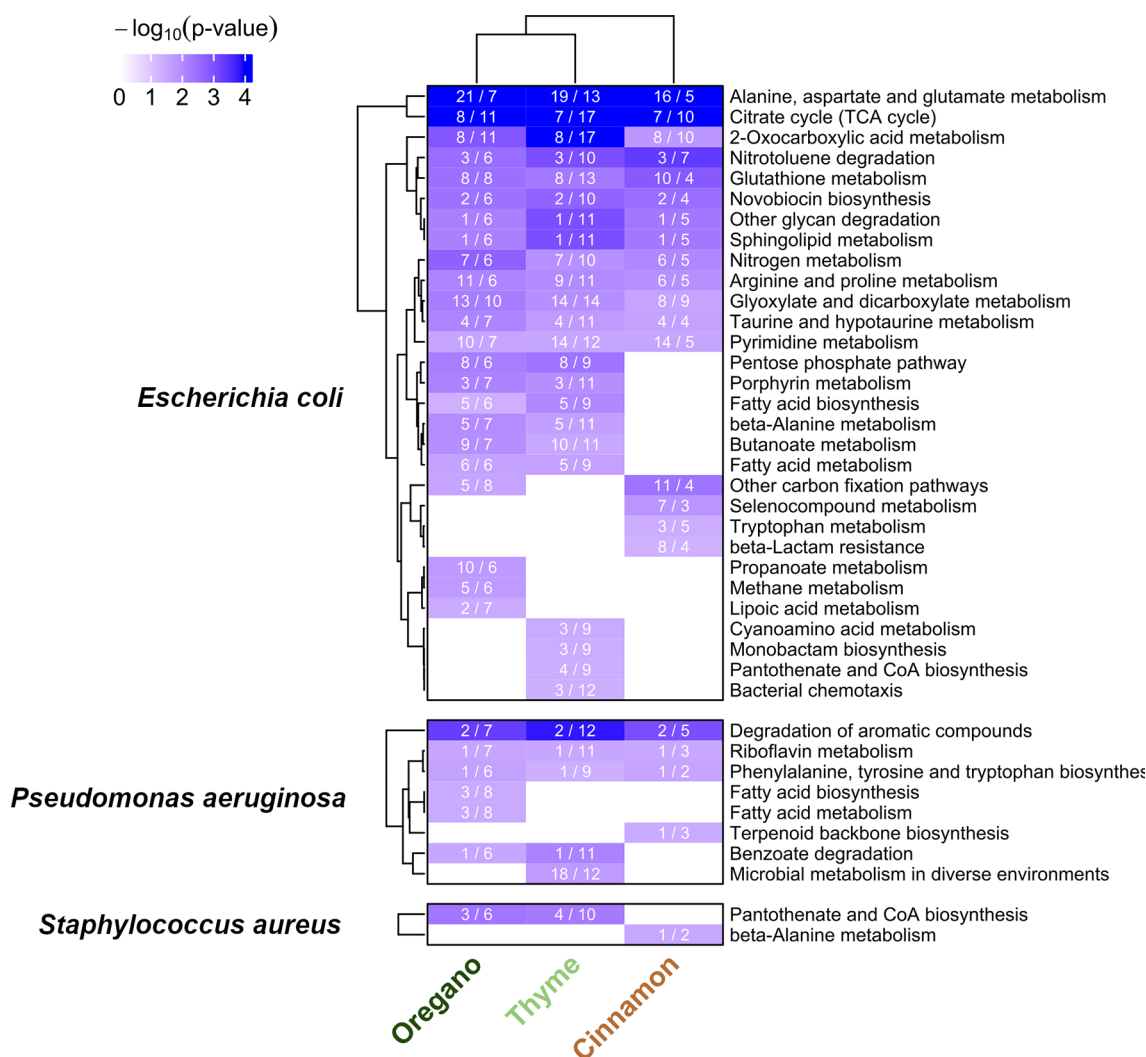 − log10(p-value)
0 1 2 3 4
21 / 7 19 / 13 16 / 5 Alanine, aspartate and glutamate metabolism
8 / 11 7 / 17 7 / 10 Citrate cycle (TCA cycle)
8 / 11 8 / 17 8 / 10 2-Oxocarboxylic acid metabolism
3 / 6 3 / 10 3 / 7 Nitrotoluene degradation
8 / 8 8 / 13 10 / 4 Glutathione metabolism
2 / 6 2 / 10 2 / 4 Novobiocin biosynthesis
1 / 6 1 / 11 1 / 5 Other glycan degradation
1 / 6 1 / 11 1 / 5 Sphingolipid metabolism
7 / 6 7 / 10 6 / 5 Nitrogen metabolism
11 / 6 9 / 11 6 / 5 Arginine and proline metabolism
13 / 10 14 / 14 8 / 9 Glyoxylate and dicarboxylate metabolism
4 / 7 4 / 11 4 / 4 Taurine and hypotaurine metabolism
10 / 7 14 / 12 14 / 5 Pyrimidine metabolism
8 / 6 8 / 9 Pentose phosphate pathway
3 / 7 3 / 11 Porphyrin metabolism
Escherichia coli
5 / 6 5 / 9 Fatty acid biosynthesis
5 / 7 5 / 11 beta-Alanine metabolism
9 / 7 10 / 11 Butanoate metabolism
6 / 6 5 / 9 Fatty acid metabolism
5 / 8 11 / 4 Other carbon fixation pathways
7 / 3 Selenocompound metabolism
3 / 5 Tryptophan metabolism
8 / 4 beta-Lactam resistance
10 / 6 Propanoate metabolism
5 / 6 Methane metabolism
2 / 7 Lipoic acid metabolism
3 / 9 Cyanoamino acid metabolism
3 / 9 Monobactam biosynthesis
4 / 9 Pantothenate and CoA biosynthesis
3 / 12 Bacterial chemotaxis
2 / 7 2 / 12 2 / 5 Degradation of aromatic compounds
1 / 7 1 / 11 1 / 3 Riboflavin metabolism
1 / 6 1 / 9 1 / 2 Phenylalanine, tyrosine and tryptophan biosynthes
Pseudomonas aeruginosa
3 / 8 Fatty acid biosynthesis
3 / 8 Fatty acid metabolism
1 / 3 Terpenoid backbone biosynthesis
1 / 6 1 / 11 Benzoate degradation
18 / 12 Microbial metabolism in diverse environments
Staphylococcus aureus
3 / 6 4 / 10 Pantothenate and CoA biosynthesis
1 / 2 beta-Alanine metabolism
Oregano
Thyme
Cinnamon